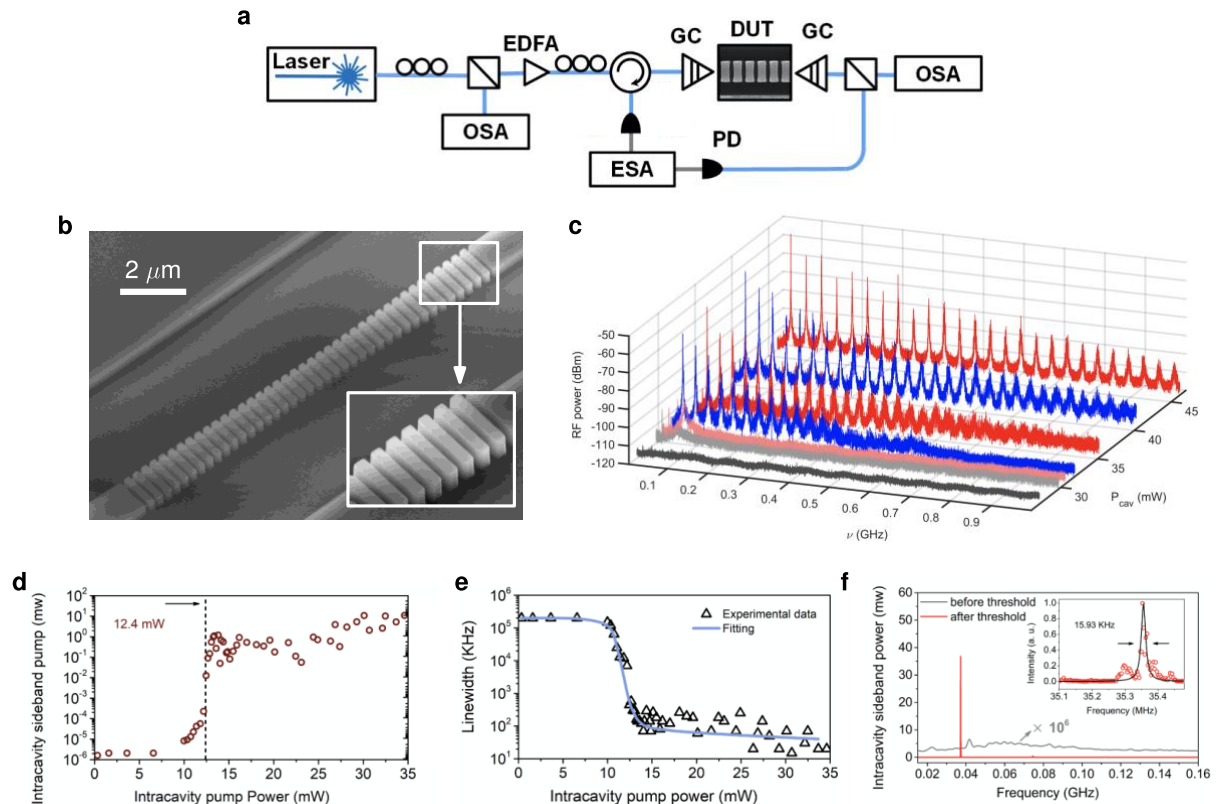 a
Laser
EDFA
GC
DUT
GC
OSA
OSA
ESA
PD
b
2 μm
c
RF power (dBm)
-50
-60
-70
-80
-90
-100
-110
-120
0.1
0.2
0.3
0.4
0.5
0.6
0.7
0.8
0.9
ν (GHz)
30
35
40
45
P_cav (mW)
d
Intracavity sideband pump (mw)
10^2
10^1
10^0
10^-1
10^-2
10^-3
10^-4
10^-5
10^-6
12.4 mW
0 5 10 15 20 25 30 35
Intracavity pump Power (mW)
e
Linewidth (KHz)
10^6
10^5
10^4
10^3
10^2
10^1
10^0
Experimental data
Fitting
0 5 10 15 20 25 30 35
Intracavity pump power (mW)
f
Intracavity sideband power (mw)
60
50
40
30
20
10
0
before threshold
after threshold
Intensity (a. u.)
1.0
0.8
0.6
0.4
0.2
0.0
15.93 KHz
35.1 35.2 35.3 35.4
Frequency (MHz)
× 10^6
0.02 0.04 0.06 0.08 0.10 0.12 0.14 0.16
Frequency (GHz)